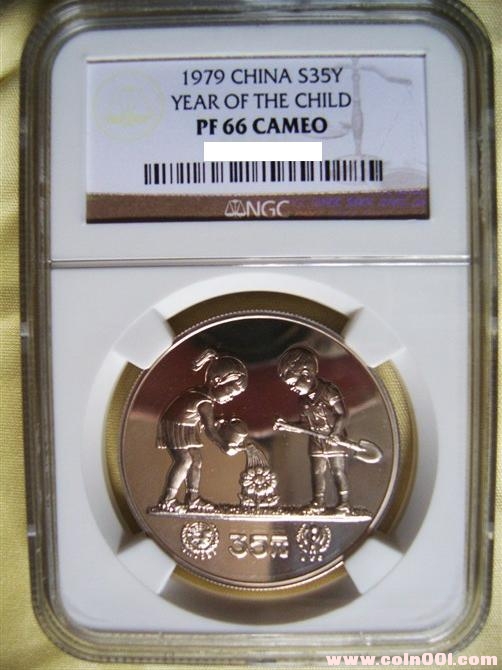 1979 CHINA S35Y
YEAR OF THE CHILD
PF 66 CAMEO
NGC
35元
www.coin001.com